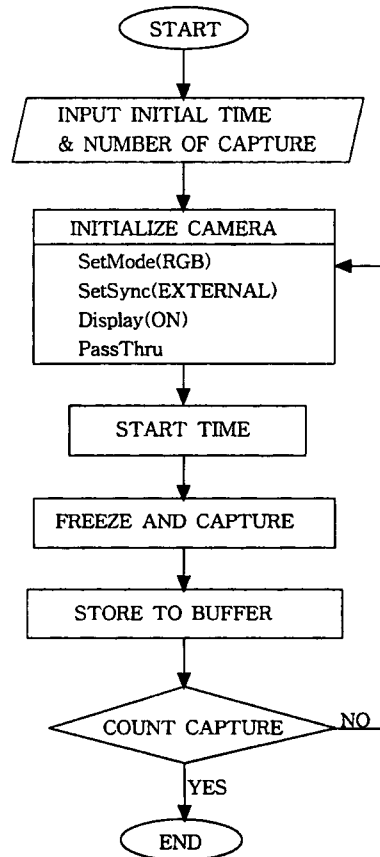 START
INPUT INITIAL TIME
& NUMBER OF CAPTURE
INITIALIZE CAMERA
SetMode(RGB)
SetSync(EXTERNAL)
Display(ON)
PassThru
START TIME
FREEZE AND CAPTURE
STORE TO BUFFER
COUNT CAPTURE
NO
YES
END